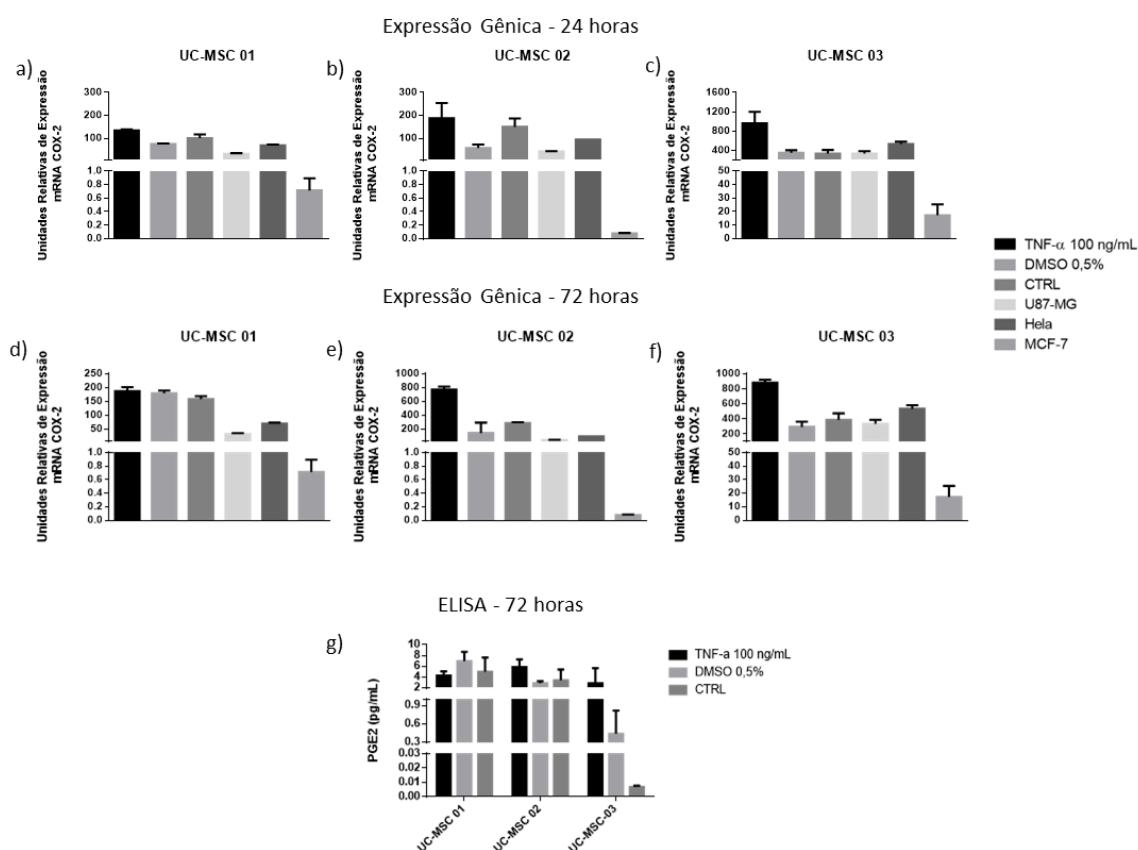 Expressão Gênica - 24 horas
a)
UC-MSC 01
Unidades Relativas de Expressão
mRNA COX-2
300
200
100
1.0
0.8
0.6
0.4
0.2
0.0
b)
UC-MSC 02
Unidades Relativas de Expressão
mRNA COX-2
300
200
100
1.0
0.8
0.6
0.4
0.2
0.0
c)
UC-MSC 03
Unidades Relativas de Expressão
mRNA COX-2
1600
1200
800
400
50
40
30
20
10
0
TNF-α 100 ng/mL
DMSO 0,5%
CTRL
U87-MG
Hela
MCF-7
Expressão Gênica - 72 horas
d)
UC-MSC 01
Unidades Relativas de Expressão
mRNA COX-2
250
200
150
100
50
1.0
0.8
0.6
0.4
0.2
0.0
e)
UC-MSC 02
Unidades Relativas de Expressão
mRNA COX-2
1000
800
600
400
200
1.0
0.8
0.6
0.4
0.2
0.0
f)
UC-MSC 03
Unidades Relativas de Expressão
mRNA COX-2
1000
800
600
400
200
50
40
30
20
10
0
ELISA - 72 horas
g)
PGE2 (pg/mL)
10
8
6
4
2
0.9
0.6
0.3
0.03
0.02
0.01
0.00
UC-MSC 01
UC-MSC 02
UC-MSC-03
TNF-a 100 ng/mL
DMSO 0,5%
CTRL